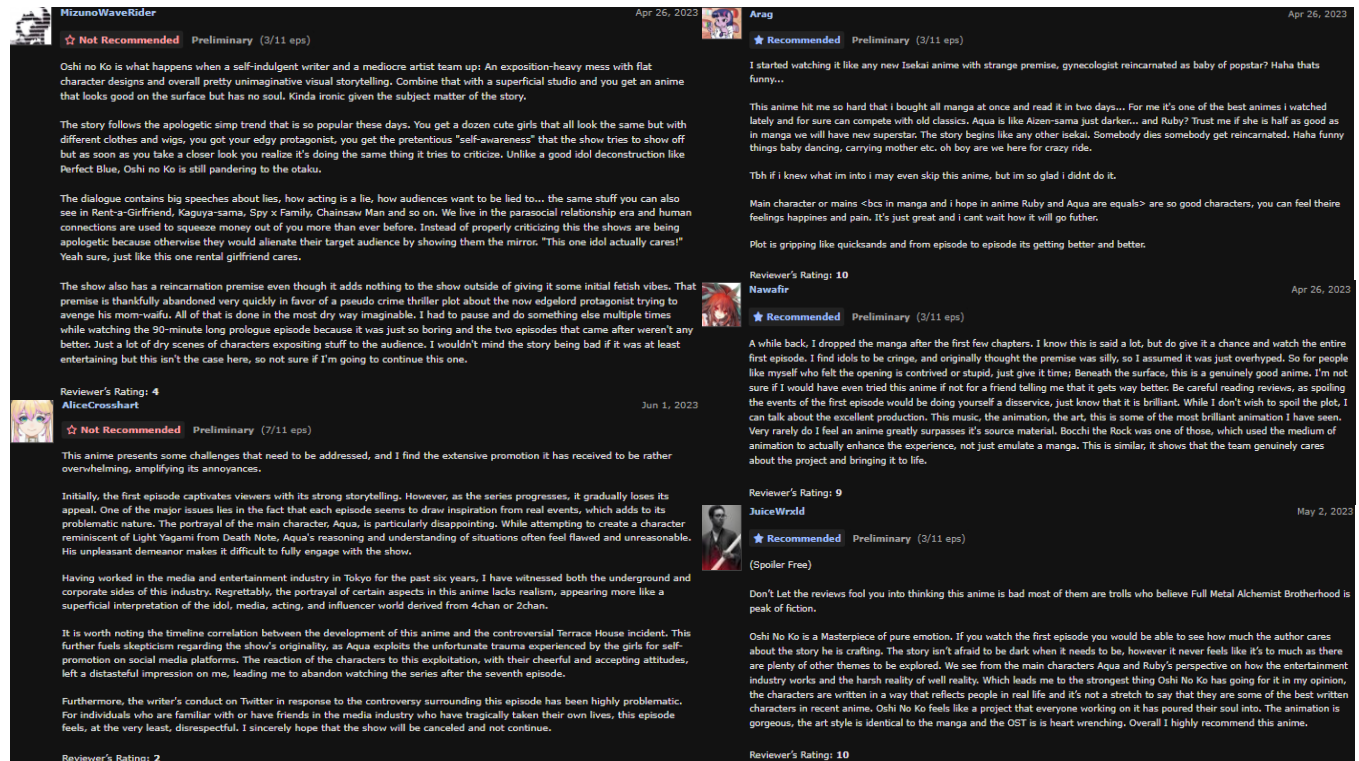 MizunoWaveRider
Apr 26, 2023
Not Recommended Preliminary (3/11 eps)
Oshi no Ko is what happens when a self-indulgent writer and a mediocre artist team up: An exposition-heavy mess with flat
character designs and overall pretty unimaginative visual storytelling. Combine that with a superficial studio and you get an anime
that looks good on the surface but has no soul. Kinda ironic given the subject matter of the story.
The story follows the apologetic simp trend that is so popular these days. You get a dozen cute girls that all look the same but with
different clothes and wigs, you got your edgy protagonist, you get the pretentious "self-awareness" that the show tries to show off
but as soon as you take a closer look you realize it's doing the same thing it tries to criticize. Unlike a good idol deconstruction like
Perfect Blue, Oshi no Ko is still pandering to the otaku.
The dialogue contains big speeches about lies, how acting is a lie, how audiences want to be lied to... the same stuff you can also
see in Rent-a-Girlfriend, Kaguya-sama, Spy x Family, Chainsaw Man and so on. We live in the parasocial relationship era and human
connections are used to squeeze money out of you more than ever before. Instead of properly criticizing this the shows are being
apologetic because otherwise they would alienate their target audience by showing them the mirror. "This one idol actually cares!"
Yeah sure, just like this one rental girlfriend cares.
The show also has a reincarnation premise even though it adds nothing to the show outside of giving it some initial fetish vibes. That
premise is thankfully abandoned very quickly in favor of a pseudo crime thriller plot about the now edgelord protagonist trying to
avenge his mom-waifu. All of that is done in the most dry way imaginable. I had to pause and do something else multiple times
while watching the 90-minute long prologue episode because it was just so boring and the two episodes that came after weren't any
better. Just a lot of dry scenes of characters expositing stuff to the audience. I wouldn't mind the story being bad if it was at least
entertaining but this isn't the case here, so not sure if I'm going to continue this one.
Reviewer's Rating: 4
AliceCrosshart
Jun 1, 2023
Not Recommended Preliminary (7/11 eps)
This anime presents some challenges that need to be addressed, and I find the extensive promotion it has received to be rather
overwhelming, amplifying its annoyances.
Initially, the first episode captivates viewers with its strong storytelling. However, as the series progresses, it gradually loses its
appeal. One of the major issues lies in the fact that each episode seems to draw inspiration from real events, which adds to its
problematic nature. The portrayal of the main character, Aqua, is particularly disappointing. While attempting to create a character
reminiscent of Light Yagami from Death Note, Aqua's reasoning and understanding of situations often feel flawed and unreasonable.
His unpleasant demeanor makes it difficult to fully engage with the show.
Having worked in the media and entertainment industry in Tokyo for the past six years, I have witnessed both the underground and
corporate sides of this industry. Regrettably, the portrayal of certain aspects in this anime lacks realism, appearing more like a
superficial interpretation of the idol, media, acting, and influencer world derived from 4chan or 2chan.
It is worth noting the timeline correlation between the development of this anime and the controversial Terrace House incident. This
further fuels skepticism regarding the show's originality, as Aqua exploits the unfortunate trauma experienced by the girls for self-
promotion on social media platforms. The reaction of the characters to this exploitation, with their cheerful and accepting attitudes,
left a distasteful impression on me, leading me to abandon watching the series after the seventh episode.
Furthermore, the writer's conduct on Twitter in response to the controversy surrounding this episode has been highly problematic.
For individuals who are familiar with or have friends in the media industry who have tragically taken their own lives, this episode
feels, at the very least, disrespectful. I sincerely hope that the show will be canceled and not continue.
Reviewer's Rating: 2
Arag
Apr 26, 2023
Recommended Preliminary (3/11 eps)
I started watching it like any new Isekai anime with strange premise, gynecologist reincarnated as baby of popstar? Haha thats
funny...
This anime hit me so hard that i bought all manga at once and read it in two days... For me it's one of the best animes i watched
lately and for sure can compete with old classics. Aqua is like Aizen-sama just darker... and Ruby? Trust me if she is half as good as
in manga we will have new superstar. The story begins like any other isekai. Somebody dies somebody get reincarnated. Haha funny
things baby dancing, carrying mother etc. oh boy are we here for crazy ride.
Tbh if i knew what im into i may even skip this anime, but im so glad i didnt do it.
Main character or mains <bcs in manga and i hope in anime Ruby and Aqua are equals> are so good characters, you can feel theire
feelings happines and pain. It's just great and i cant wait how it will go futher.
Plot is gripping like quicksands and from episode to episode its getting better and better.
Reviewer's Rating: 10
Nawafir
Apr 26, 2023
Recommended Preliminary (3/11 eps)
A while back, I dropped the manga after the first few chapters. I know this is said a lot, but do give it a chance and watch the entire
first episode. I find idols to be cringe, and originally thought the premise was silly, so I assumed it was just overhyped. So for people
like myself who felt the opening is contrived or stupid, just give it time; Beneath the surface, this is a genuinely good anime. I'm not
sure if I would have even tried this anime if not for a friend telling me that it gets way better. Be careful reading reviews, as spoiling
the events of the first episode would be doing yourself a disservice, just know that it is brilliant. While I don't wish to spoil the plot, I
can talk about the excellent production. This music, the animation, the art, this is some of the most brilliant animation I have seen.
Very rarely do I feel an anime greatly surpasses it's source material. Bocchi the Rock was one of those, which used the medium of
animation to actually enhance the experience, not just emulate a manga. This is similar, it shows that the team genuinely cares
about the project and bringing it to life.
Reviewer's Rating: 9
JuiceWrxld
May 2, 2023
Recommended Preliminary (3/11 eps)
(Spoiler Free)
Don't Let the reviews fool you into thinking this anime is bad most of them are trolls who believe Full Metal Alchemist Brotherhood is
peak of fiction.
Oshi No Ko is a Masterpiece of pure emotion. If you watch the first episode you would be able to see how much the author cares
about the story he is crafting. The story isn't afraid to be dark when it needs to be, however it never feels like it's to much as there
are plenty of other themes to be explored. We see from the main characters Aqua and Ruby's perspective on how the entertainment
industry works and the harsh reality of well reality. Which leads me to the strongest thing Oshi No Ko has going for it in my opinion,
the characters are written in a way that reflects people in real life and it's not a stretch to say that they are some of the best written
characters in recent anime. Oshi No Ko feels like a project that everyone working on it has poured their soul into. The animation is
gorgeous, the art style is identical to the manga and the OST is is heart wrenching. Overall I highly recommend this anime.
Reviewer's Rating: 10